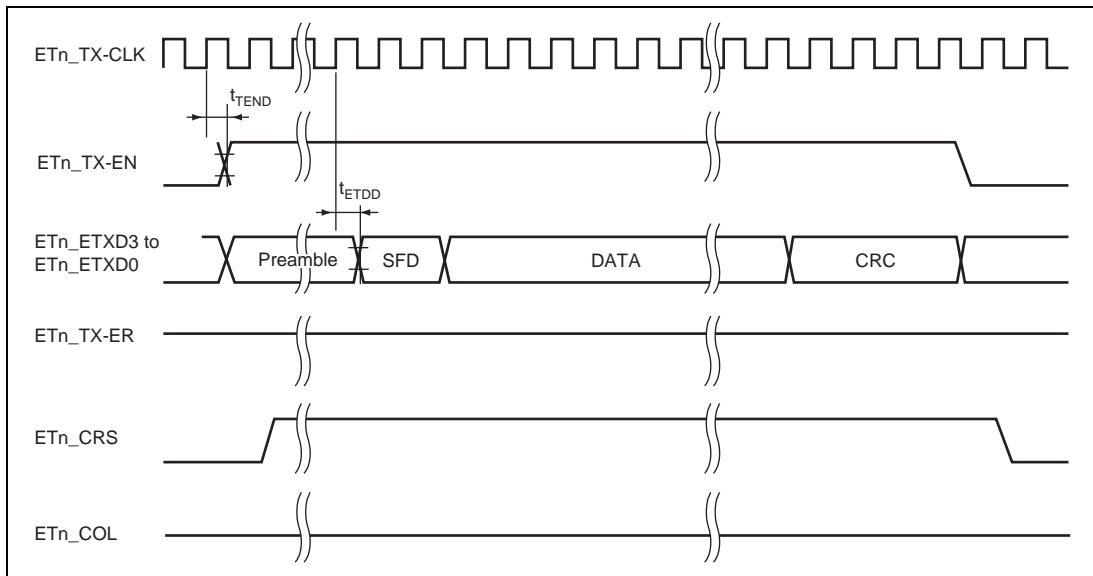 ETn_TX-CLK
tTEND
ETn_TX-EN
tETDD
ETn_ETXD3 to
ETn_ETXD0
Preamble SFD DATA CRC
ETn_TX-ER
ETn_CRS
ETn_COL